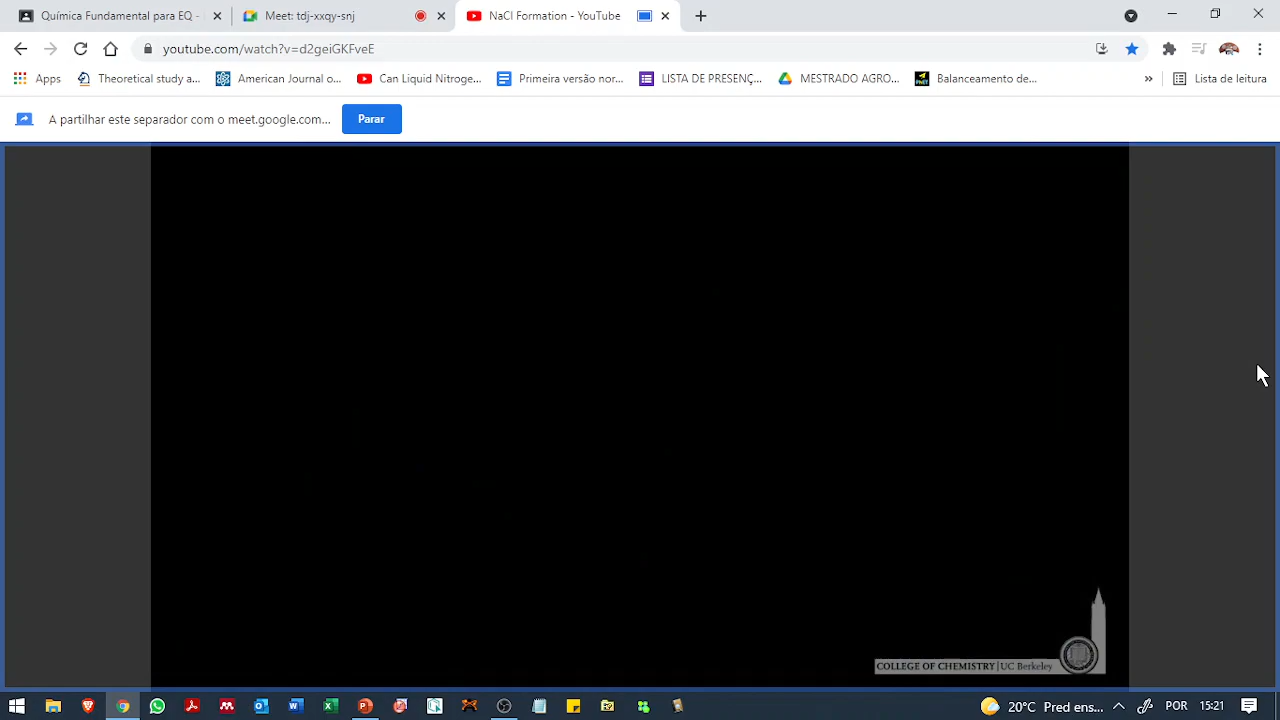 Química Fundamental para EQ -
Meet: tdj-xxqy-snj
NaCl Formation - YouTube
youtube.com/watch?v=d2geiGKFveE
Apps
Theoretical study a...
American Journal o...
Can Liquid Nitroge...
Primeira versão nor...
LISTA DE PRESENÇ...
MESTRADO AGRO...
Balanceamento de...
»
Lista de leitura
A partilhar este separador com o meet.google.com...
Parar
COLLEGE OF CHEMISTRY | UC Berkeley
20°C Pred ens...
POR
15:21